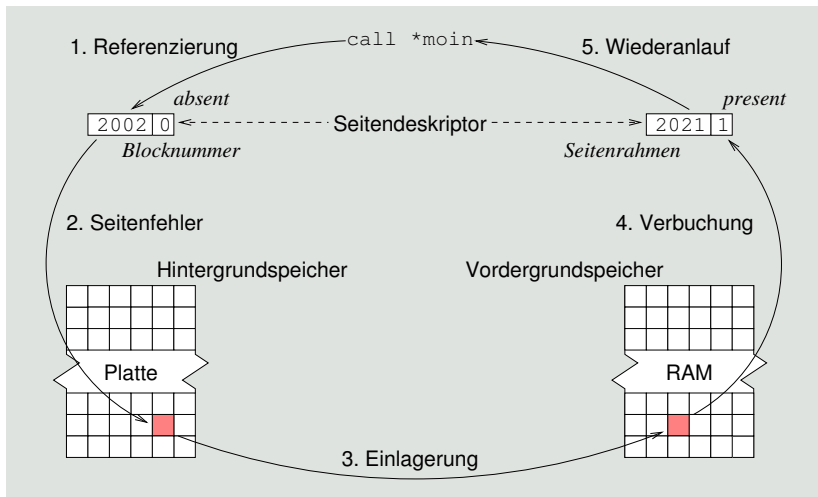 1. Referenzierung call *moin 5. Wiederanlauf
absent present
2002 0 Seitendeskriptor 2021 1
Blocknummer Seitenrahmen
2. Seitenfehler 4. Verbuchung
Hintergrundspeicher Vordergrundspeicher
Platte RAM
3. Einlagerung